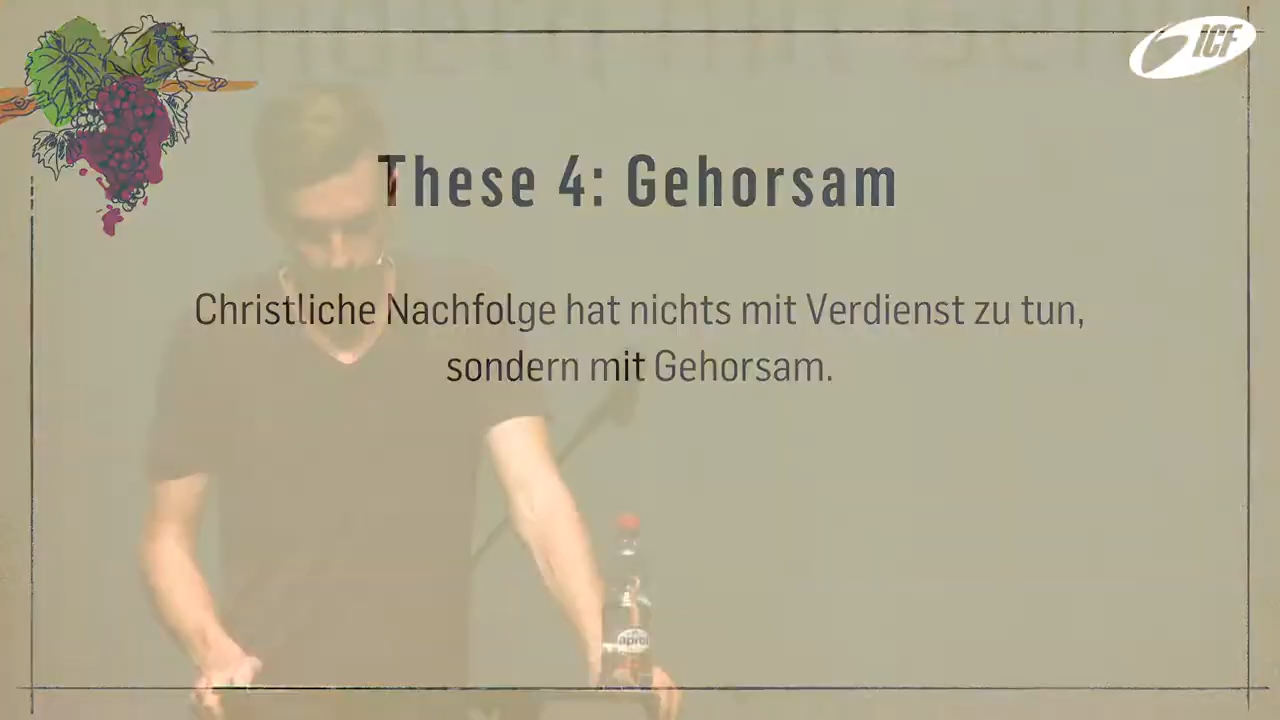 ICF
These 4: Gehorsam
Christliche Nachfolge hat nichts mit Verdienst zu tun,
sondern mit Gehorsam.